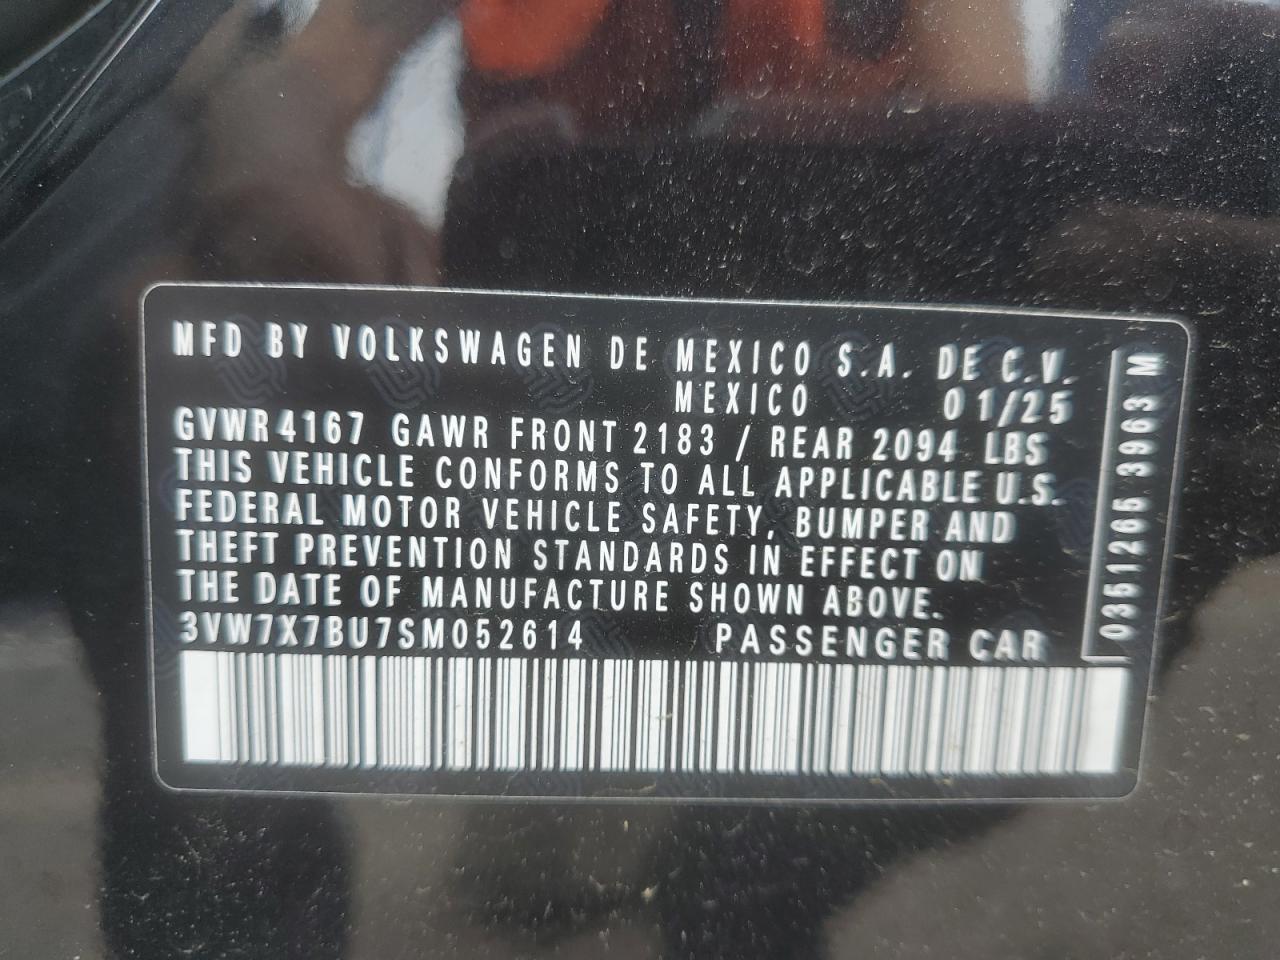 MFD BY VOLKSWAGEN DE MEXICO S.A. DE C.V.
MEXICO 01/25
GVWR 4167 GAWR FRONT 2183 / REAR 2094 LBS
THIS VEHICLE CONFORMS TO ALL APPLICABLE U.S.
FEDERAL MOTOR VEHICLE SAFETY, BUMPER AND
THEFT PREVENTION STANDARDS IN EFFECT ON
THE DATE OF MANUFACTURE SHOWN ABOVE.
3VW7X7BU7SM052614 PASSENGER CAR
0351265 3963 M